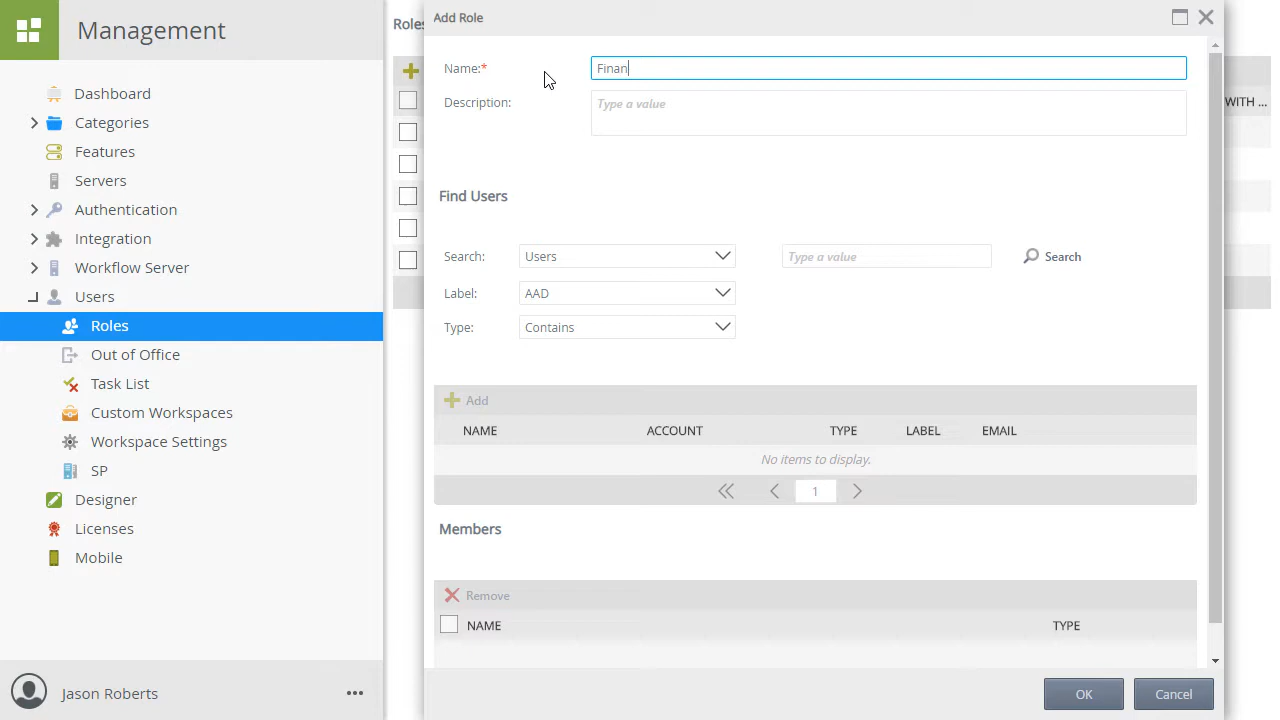 Management
Dashboard
Categories
Features
Servers
Authentication
Integration
Workflow Server
Users
Roles
Out of Office
Task List
Custom Workspaces
Workspace Settings
SP
Designer
Licenses
Mobile
Jason Roberts
Roles
WITH ...
Add Role
Name:*
Finan
Description:
Type a value
Find Users
Search:
Users
Type a value
Search
Label:
AAD
Type:
Contains
Add
NAME ACCOUNT TYPE LABEL EMAIL
No items to display.
1
Members
Remove
NAME TYPE
OK
Cancel